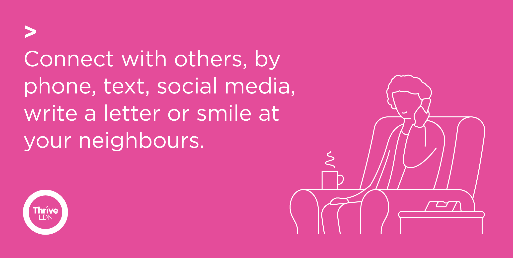 >
Connect with others, by
phone, text, social media,
write a letter or smile at
your neighbours.
Thrive
LDN